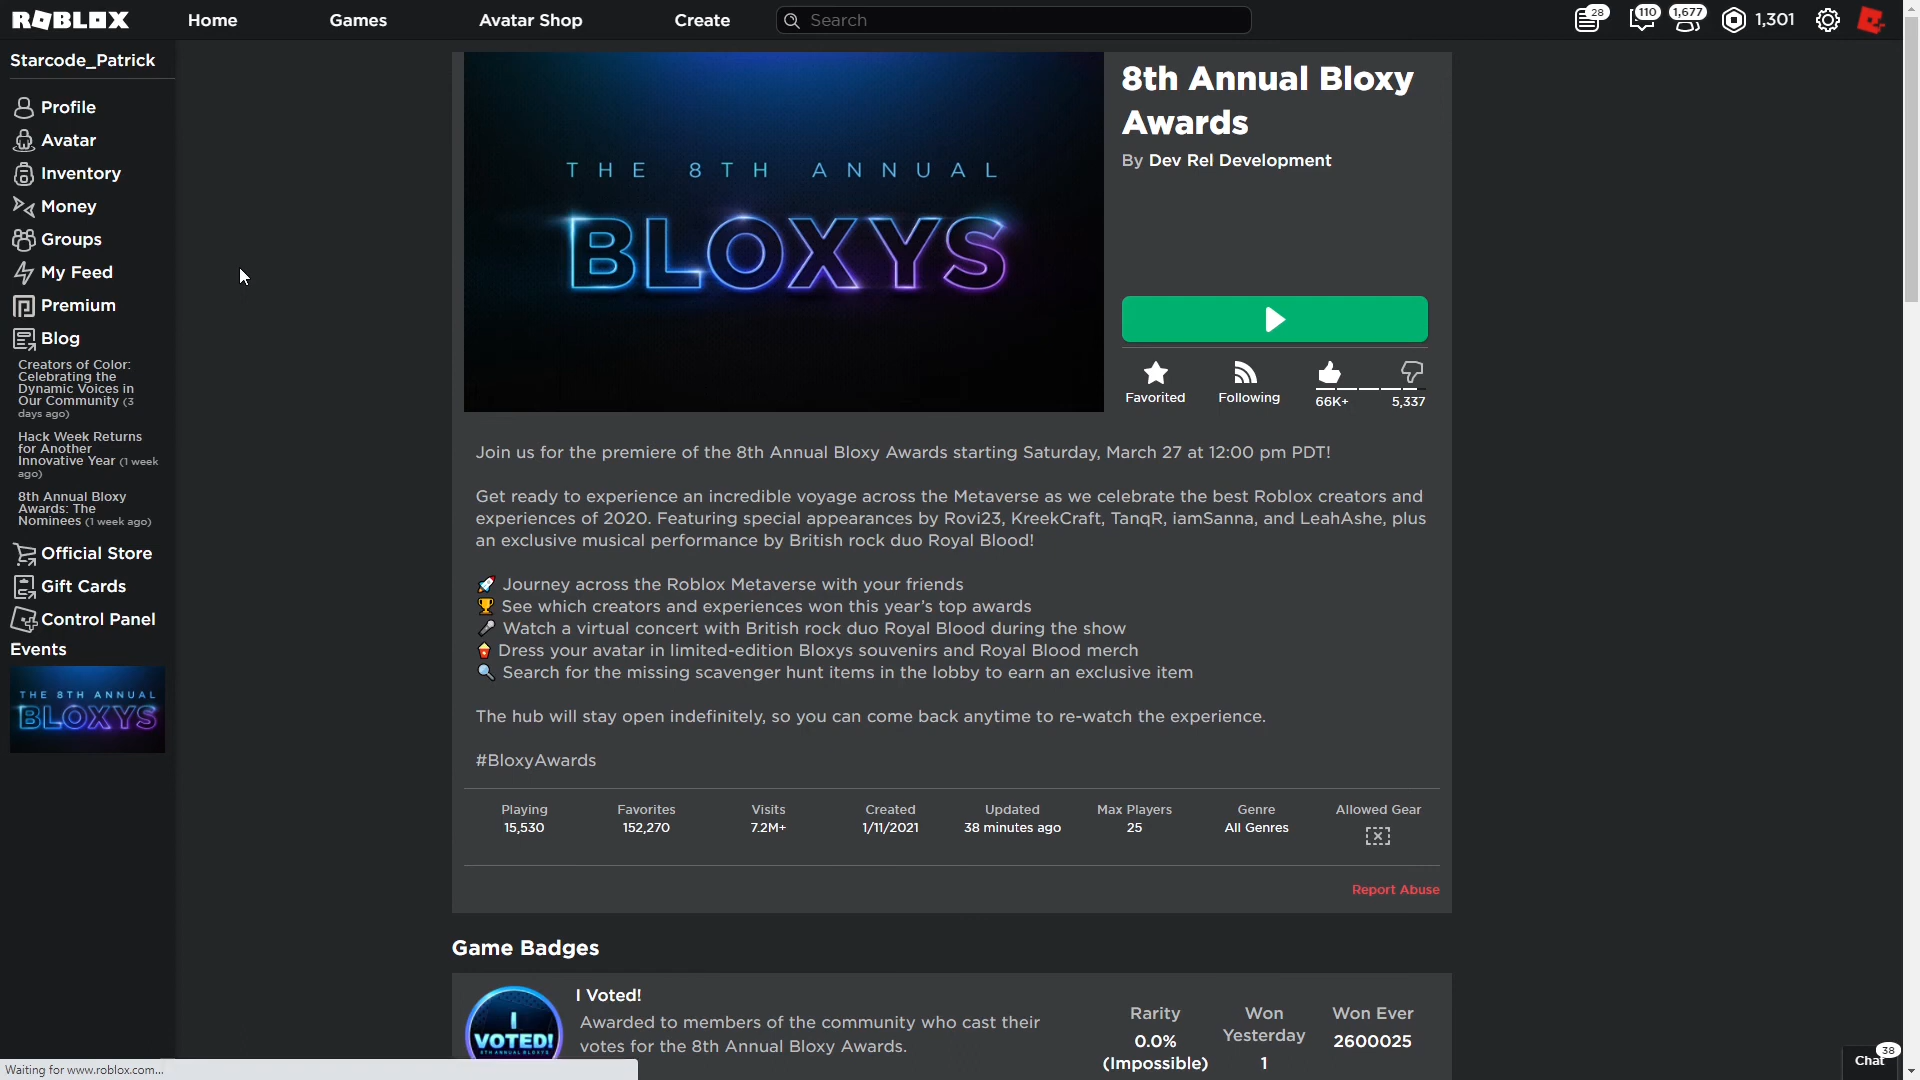 ROBLOX
Home
Games
Avatar Shop
Create
Search
28
110
1,677
1,301
Starcode_Patrick
Profile
Avatar
Inventory
Money
Groups
My Feed
Premium
Blog
Creators of Color:
Celebrating the
Dynamic Voices in
Our Community (3
days ago)
Hack Week Returns
for Another
Innovative Year (1 week
ago)
8th Annual Bloxy
Awards: The
Nominees (1 week ago)
Official Store
Gift Cards
Control Panel
Events
THE 8TH ANNUAL
BLOXYS
THE 8TH ANNUAL
BLOXYS
8th Annual Bloxy
Awards
By Dev Rel Development
Favorited
Following
66K+
5,337
Join us for the premiere of the 8th Annual Bloxy Awards starting Saturday, March 27 at 12:00 pm PDT!
Get ready to experience an incredible voyage across the Metaverse as we celebrate the best Roblox creators and
experiences of 2020. Featuring special appearances by Rovi23, KreekCraft, TanqR, iamSanna, and LeahAshe, plus
an exclusive musical performance by British rock duo Royal Blood!
🚀 Journey across the Roblox Metaverse with your friends
🏆 See which creators and experiences won this year's top awards
🎤 Watch a virtual concert with British rock duo Royal Blood during the show
🍿 Dress your avatar in limited-edition Bloxys souvenirs and Royal Blood merch
🔍 Search for the missing scavenger hunt items in the lobby to earn an exclusive item
The hub will stay open indefinitely, so you can come back anytime to re-watch the experience.
#BloxyAwards
Playing Favorites Visits Created Updated Max Players Genre Allowed Gear
15,530 152,270 7.2M+ 1/11/2021 38 minutes ago 25 All Genres
Report Abuse
Game Badges
I
VOTED!
8TH ANNUAL BLOXYS
I Voted!
Awarded to members of the community who cast their
votes for the 8th Annual Bloxy Awards.
Rarity
0.0%
(Impossible)
Won
Yesterday
1
Won Ever
2600025
Waiting for www.roblox.com...
Chat
38